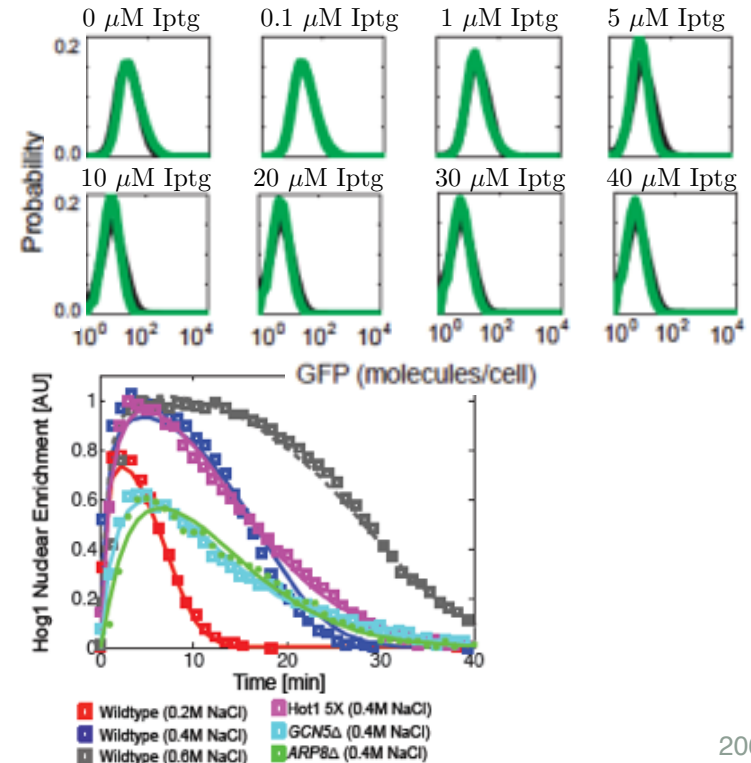 0 μM Iptg 0.1 μM Iptg 1 μM Iptg 5 μM Iptg
0.2
0.0
10 μM Iptg 20 μM Iptg 30 μM Iptg 40 μM Iptg
0.2
0.0
Probability
10⁰ 10² 10⁴ 10⁰ 10² 10⁴ 10⁰ 10² 10⁴ 10⁰ 10² 10⁴
GFP (molecules/cell)
Hog1 Nuclear Enrichment [AU]
1
0.8
0.6
0.4
0.2
0
0 10 20 30 40
Time [min]
Wildtype (0.2M NaCl) Hot1 5X (0.4M NaCl)
Wildtype (0.4M NaCl) GCN5Δ (0.4M NaCl)
Wildtype (0.6M NaCl) ARP8Δ (0.4M NaCl)